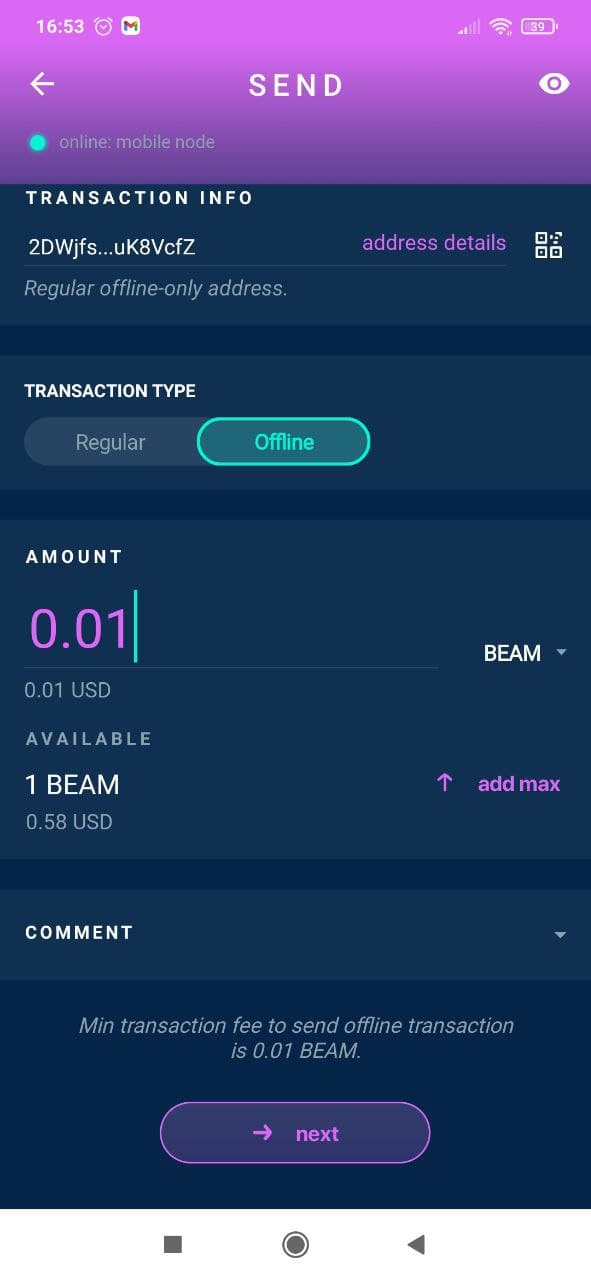 16:53
39
SEND
online: mobile node
TRANSACTION INFO
2DWjfs...uK8VcfZ
address details
Regular offline-only address.
TRANSACTION TYPE
Regular
Offline
AMOUNT
0.01
BEAM
0.01 USD
AVAILABLE
1 BEAM
add max
0.58 USD
COMMENT
Min transaction fee to send offline transaction
is 0.01 BEAM.
next